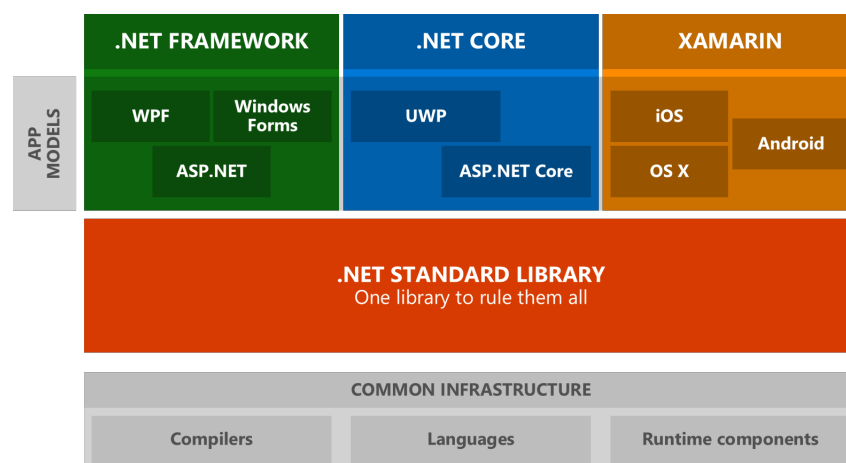 .NET FRAMEWORK
.NET CORE
XAMARIN
APP
MODELS
WPF
Windows
Forms
ASP.NET
UWP
ASP.NET Core
iOS
Android
OS X
.NET STANDARD LIBRARY
One library to rule them all
COMMON INFRASTRUCTURE
Compilers
Languages
Runtime components